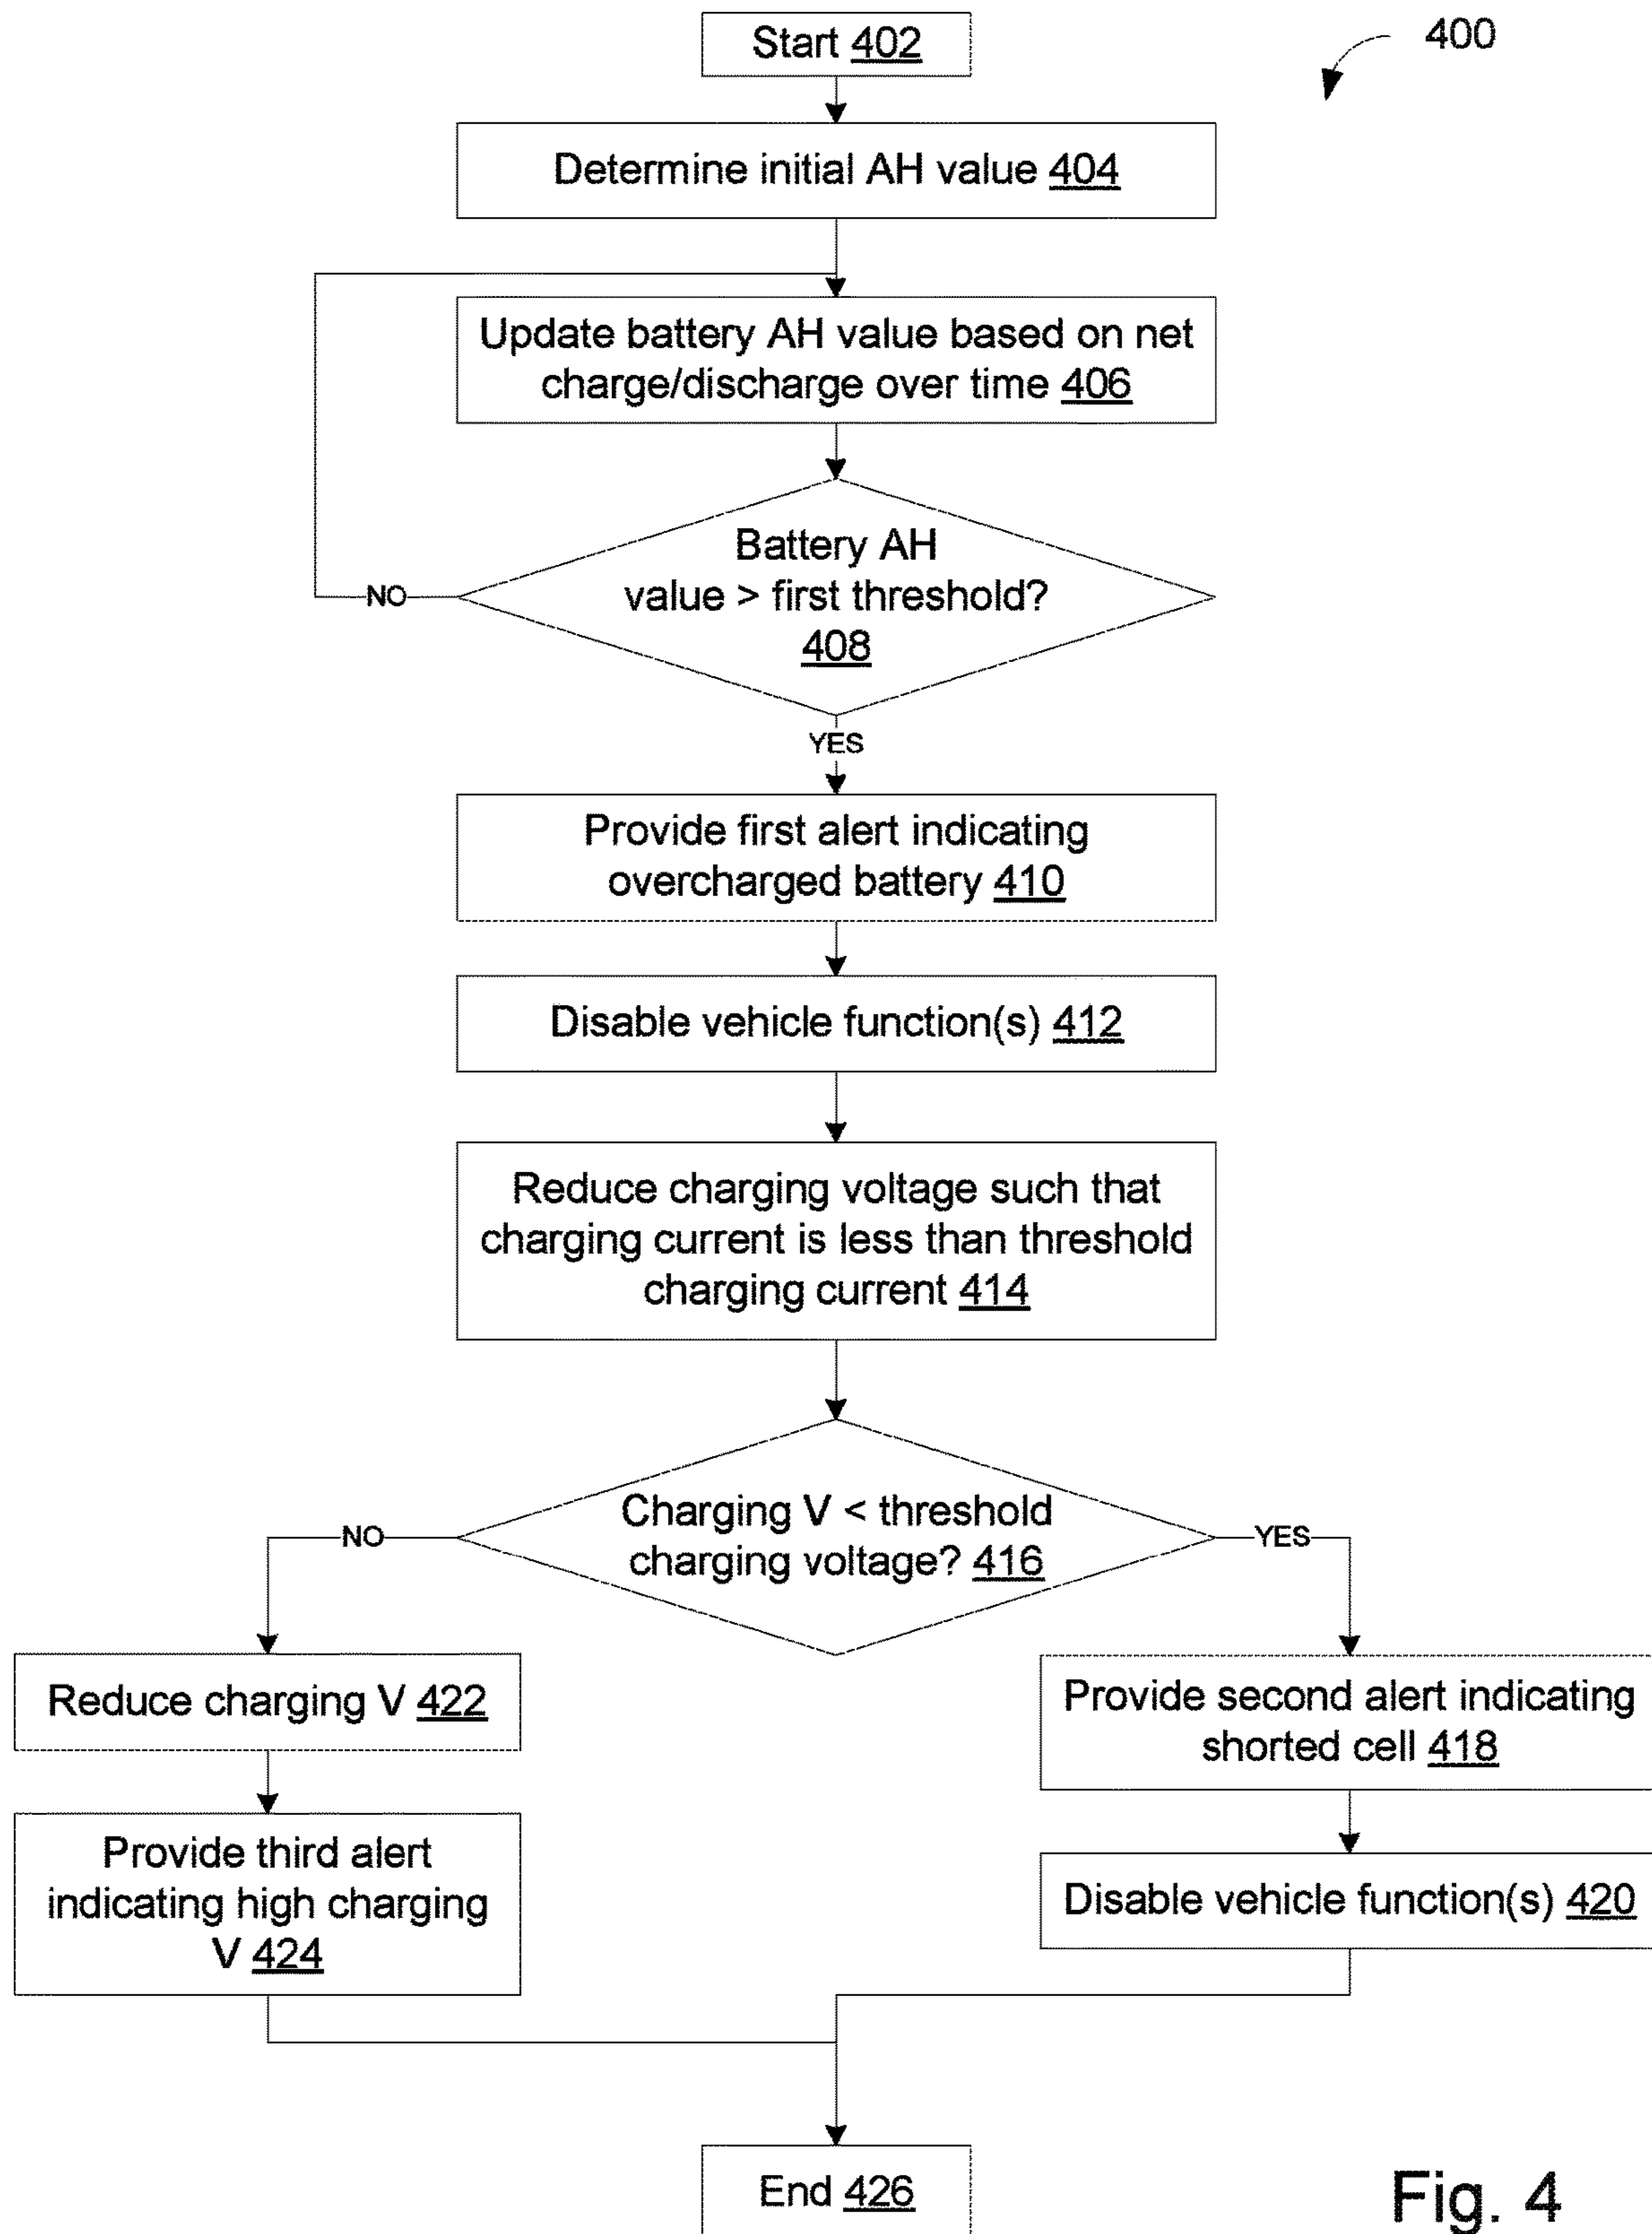 Start 402
400
Determine initial AH value 404
Update battery AH value based on net
charge/discharge over time 406
Battery AH
value > first threshold?
408
NO
YES
Provide first alert indicating
overcharged battery 410
Disable vehicle function(s) 412
Reduce charging voltage such that
charging current is less than threshold
charging current 414
Charging V < threshold
charging voltage? 416
NO
YES
Reduce charging V 422
Provide second alert indicating
shorted cell 418
Provide third alert
indicating high charging
V 424
Disable vehicle function(s) 420
End 426
Fig. 4